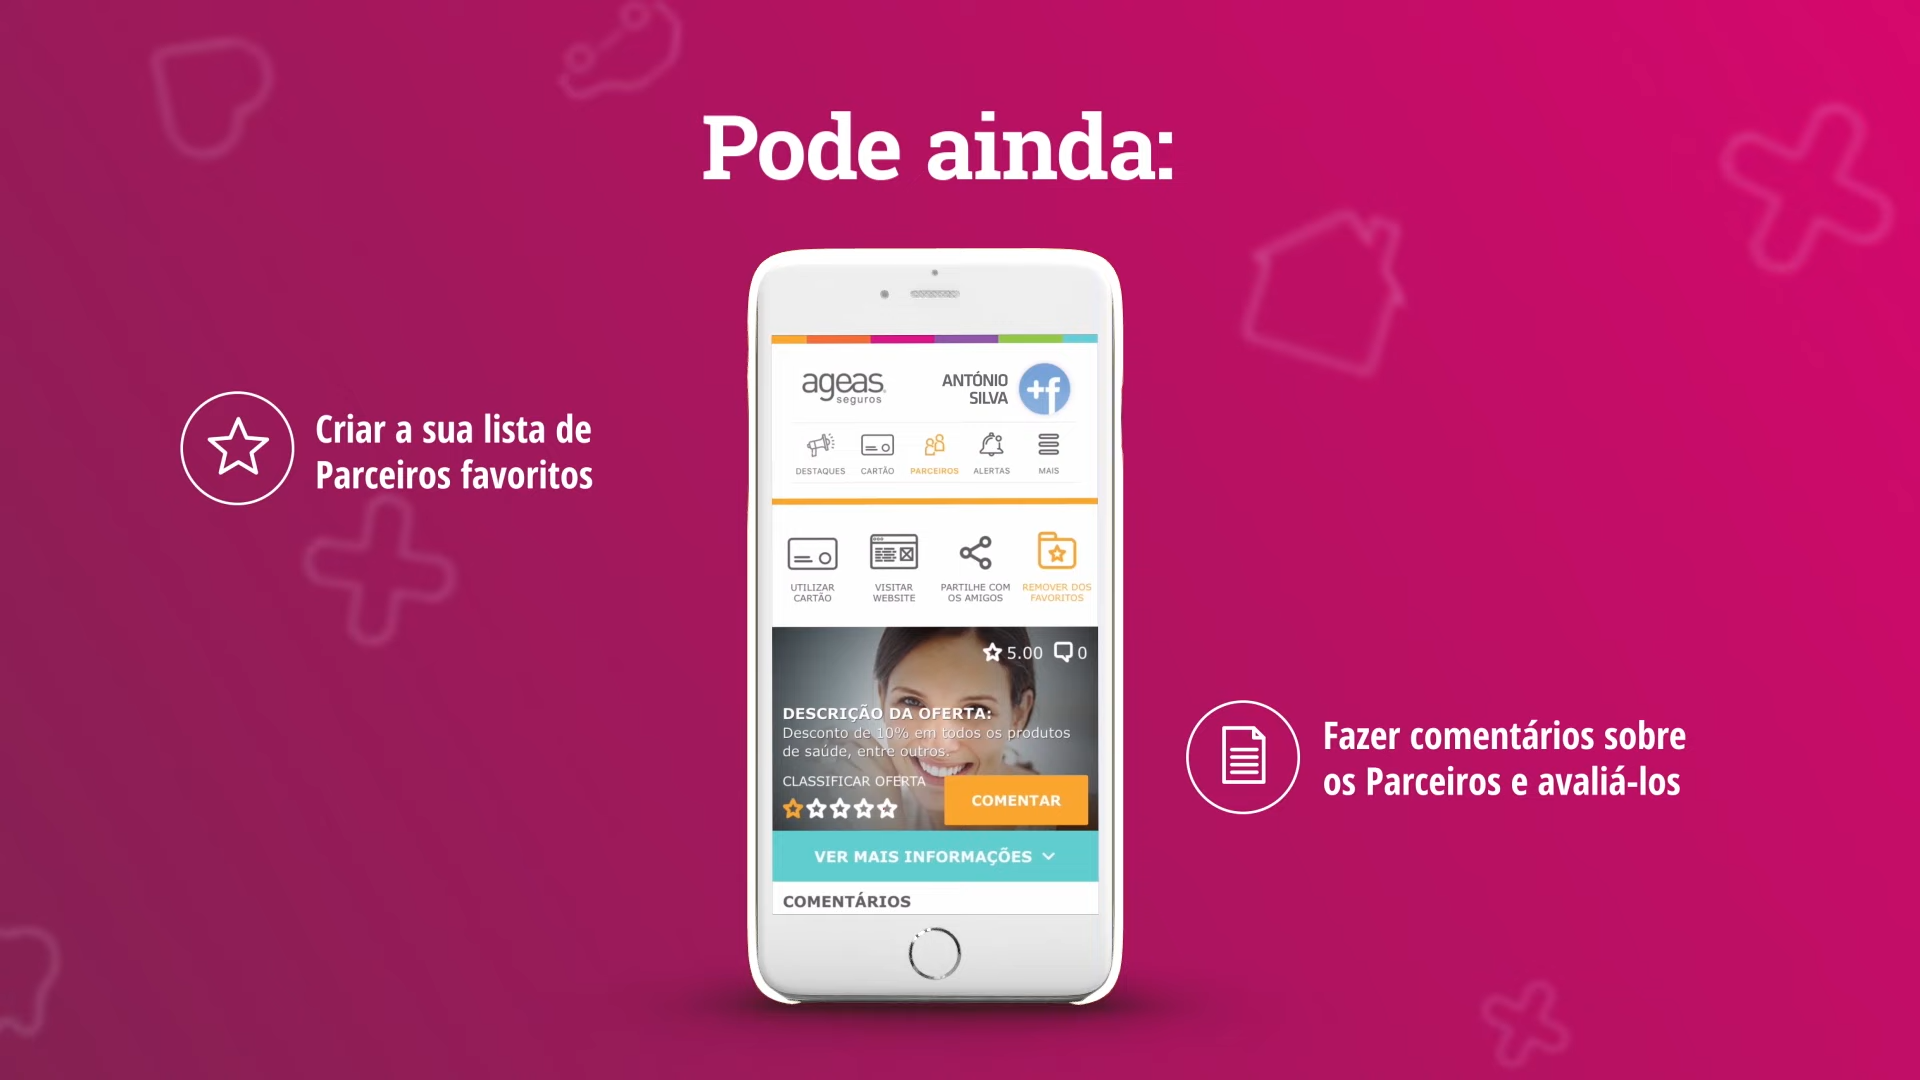 Pode ainda:
Criar a sua lista de
Parceiros favoritos
ageas
seguros
ANTÓNIO
SILVA
+f
DESTAQUES CARTÃO PARCEIROS ALERTAS MAIS
UTILIZAR
CARTÃO
VISITAR
WEBSITE
PARTILHE COM
OS AMIGOS
REMOVER DOS
FAVORITOS
5.00 0
DESCRIÇÃO DA OFERTA:
Desconto de 10% em todos os produtos
de saúde, entre outros.
CLASSIFICAR OFERTA
COMENTAR
VER MAIS INFORMAÇÕES
COMENTÁRIOS
Fazer comentários sobre
os Parceiros e avaliá-los